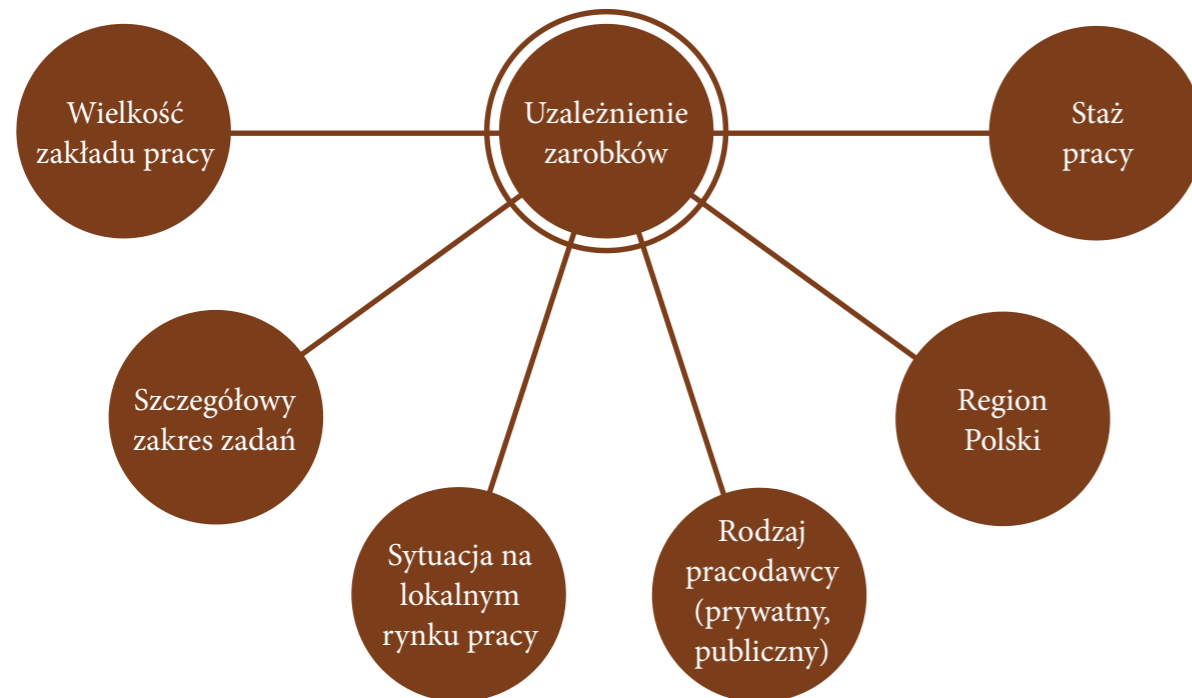 Wielkość
zakładu pracy
Uzależnienie
zarobków
Staż
pracy
Szczegółowy
zakres zadań
Region
Polski
Sytuacja na
lokalnym
rynku pracy
Rodzaj
pracodawcy
(prywatny,
publiczny)